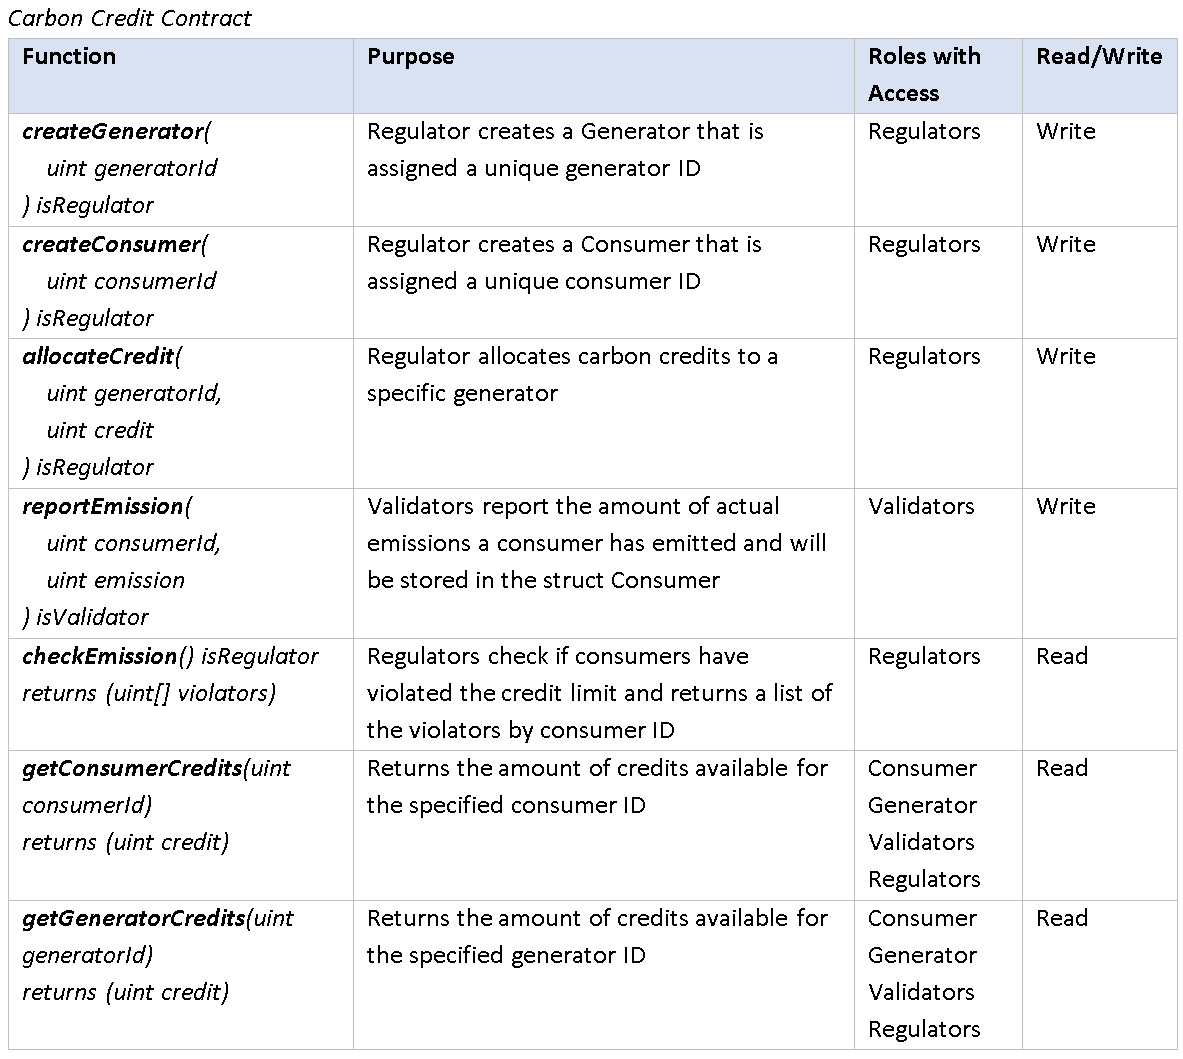 Carbon Credit Contract
Function Purpose Roles with Access Read/Write
createGenerator(
uint generatorId
) isRegulator
Regulator creates a Generator that is
assigned a unique generator ID
Regulators
Write
createConsumer(
uint consumerId
) isRegulator
Regulator creates a Consumer that is
assigned a unique consumer ID
Regulators
Write
allocateCredit(
uint generatorId,
uint credit
) isRegulator
Regulator allocates carbon credits to a
specific generator
Regulators
Write
reportEmission(
uint consumerId,
uint emission
) isValidator
Validators report the amount of actual
emissions a consumer has emitted and will
be stored in the struct Consumer
Validators
Write
checkEmission() isRegulator
returns (uint[] violators)
Regulators check if consumers have
violated the credit limit and returns a list of
the violators by consumer ID
Regulators
Read
getConsumerCredits(uint
consumerId)
returns (uint credit)
Returns the amount of credits available for
the specified consumer ID
Consumer
Generator
Validators
Regulators
Read
getGeneratorCredits(uint
generatorId)
returns (uint credit)
Returns the amount of credits available for
the specified generator ID
Consumer
Generator
Validators
Regulators
Read